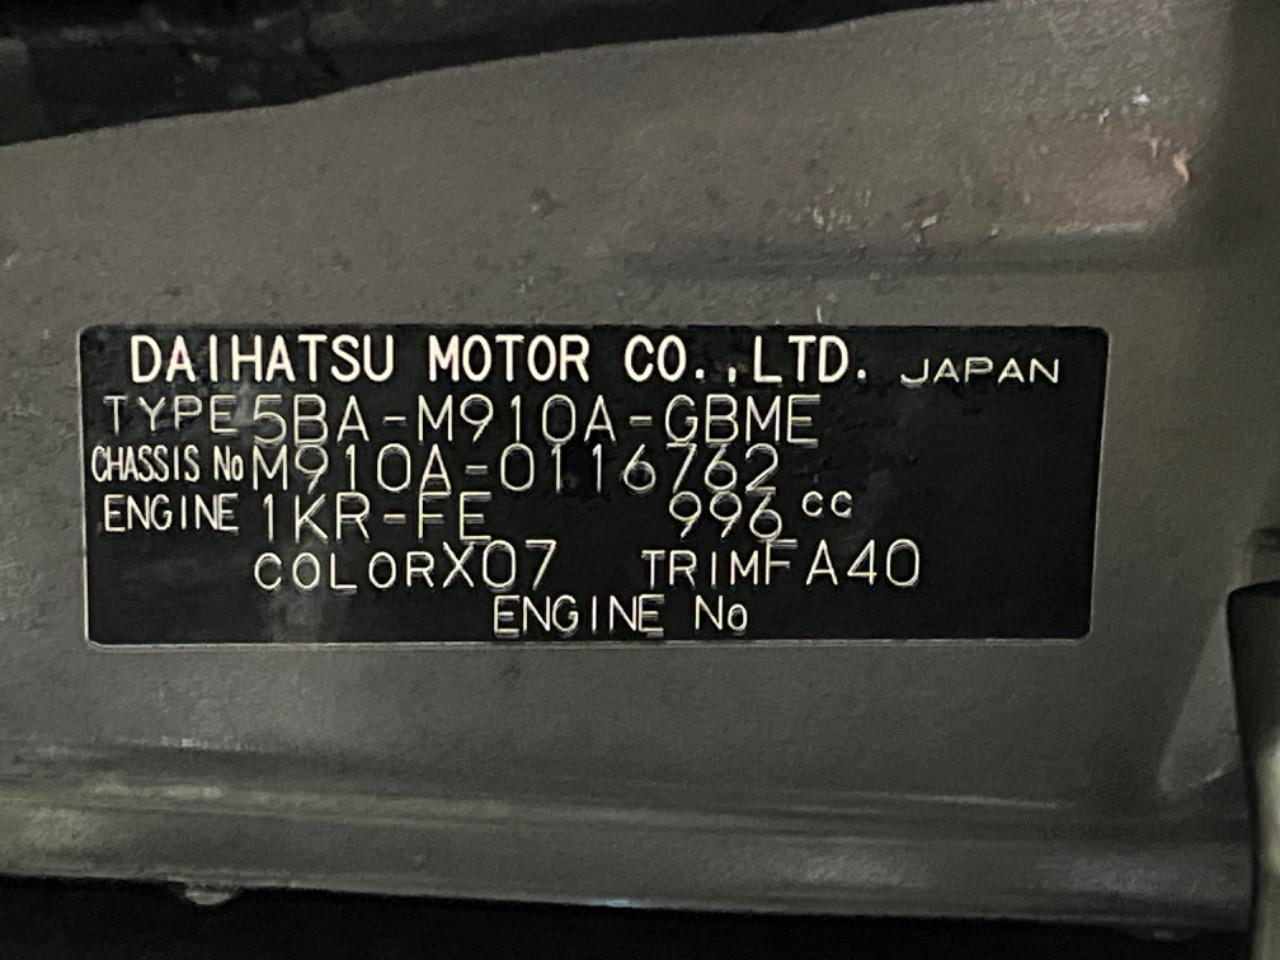 DAIHATSU MOTOR CO.,LTD. JAPAN
TYPE 5BA-M910A-GBME
CHASSIS No M910A-0116762
ENGINE 1KR-FE 996 CC
COLOR X07 TRIM FA40
ENGINE No